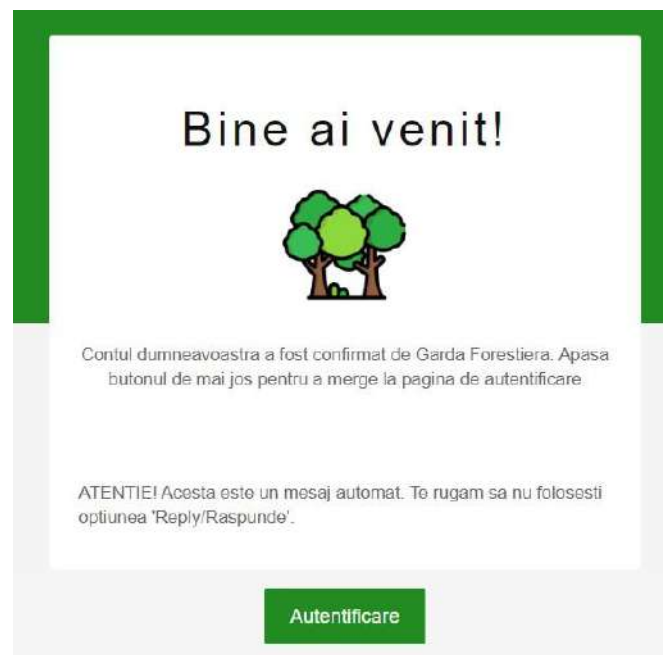 Bine ai venit!
Contul dumneavoastra a fost confirmat de Garda Forestiera. Apasa
butonul de mai jos pentru a merge la pagina de autentificare
ATENTIE! Acesta este un mesaj automat. Te rugam sa nu folosesti
optiunea 'Reply/Raspunde'.
Autentificare